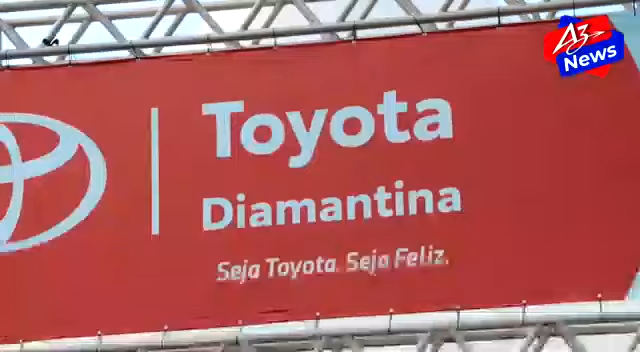 A3
News
Toyota
Diamantina
Seja Toyota. Seja Feliz.